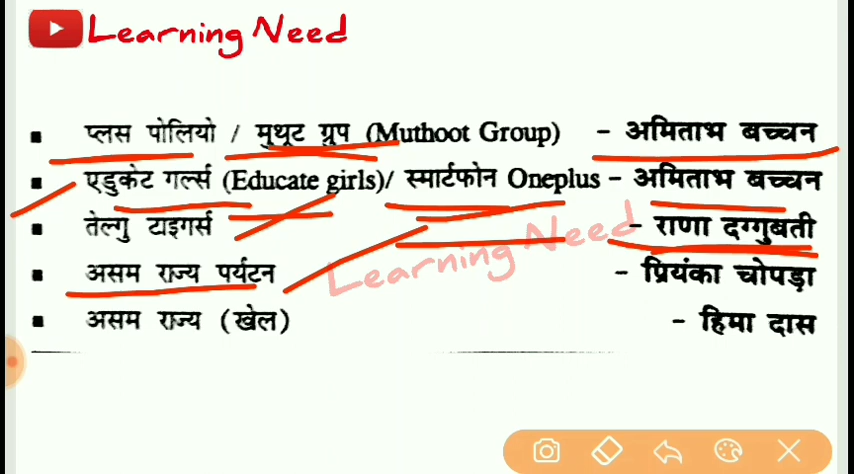 Learning Need
▪ प्लस पोलियो / मुथूट ग्रुप (Muthoot Group) - अमिताभ बच्चन
▪ एडुकेट गर्ल्स (Educate girls)/ स्मार्टफोन Oneplus - अमिताभ बच्चन
▪ तेल्गु टाइगर्स - राणा दग्गुबती
Learning Need
▪ असम राज्य पर्यटन - प्रियंका चोपड़ा
▪ असम राज्य (खेल) - हिमा दास